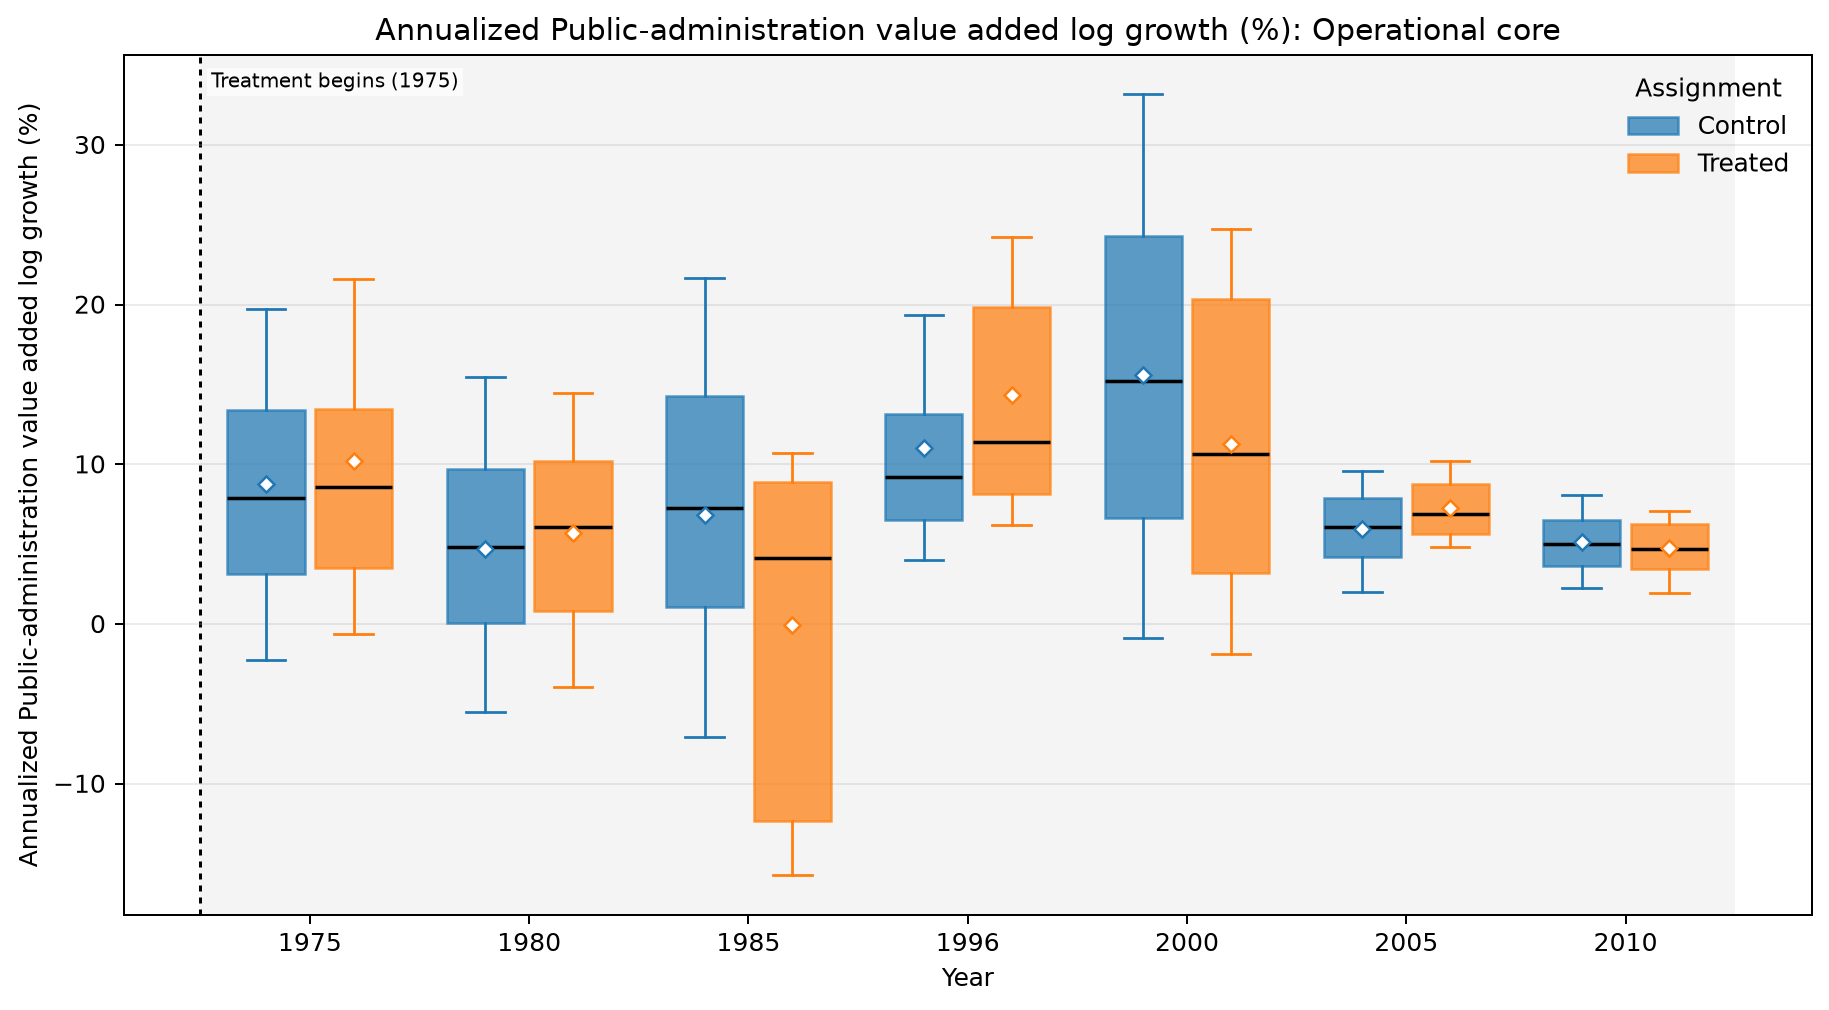 Annualized Public-administration value added log growth (%): Operational core
Treatment begins (1975)
Assignment
Control
Treated
Annualized Public-administration value added log growth (%)
30
20
10
0
−10
1975 1980 1985 1996 2000 2005 2010
Year